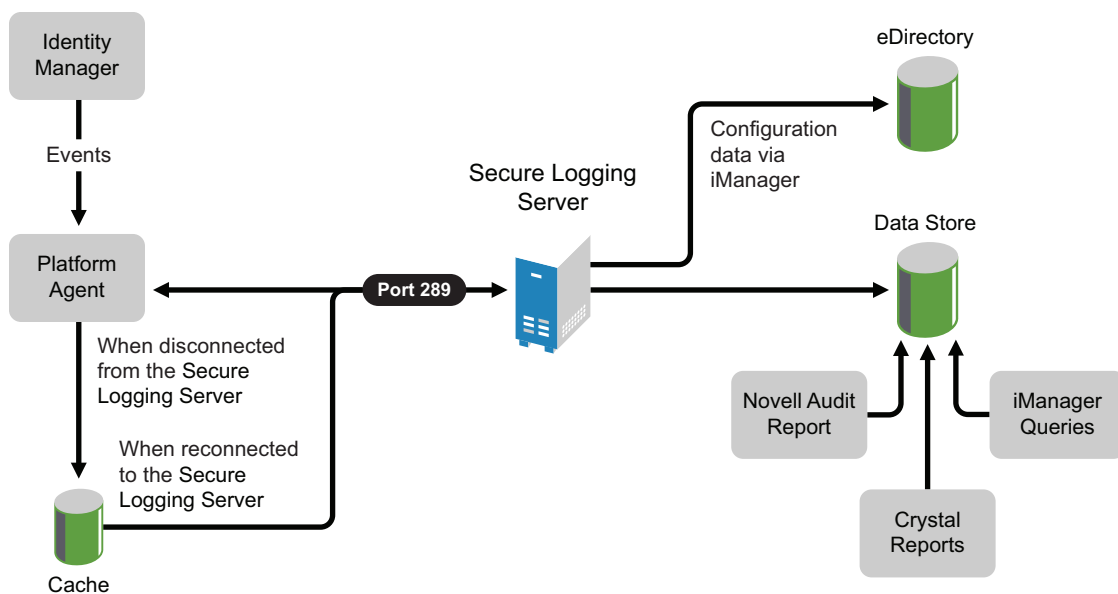 Identity
Manager
Events
Platform
Agent
When disconnected
from the Secure
Logging Server
When reconnected
to the Secure
Logging Server
Cache
Port 289
Secure Logging
Server
Configuration
data via
iManager
eDirectory
Data Store
Novell Audit
Report
iManager
Queries
Crystal
Reports